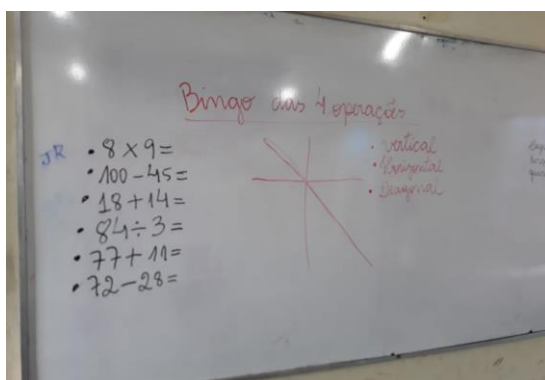 Bingo das 4 operações
JR
• 8 × 9 =
• 100 - 45 =
• 18 + 14 =
• 84 ÷ 3 =
• 77 + 11 =
• 72 - 28 =
• vertical
• Horizontal
• Diagonal